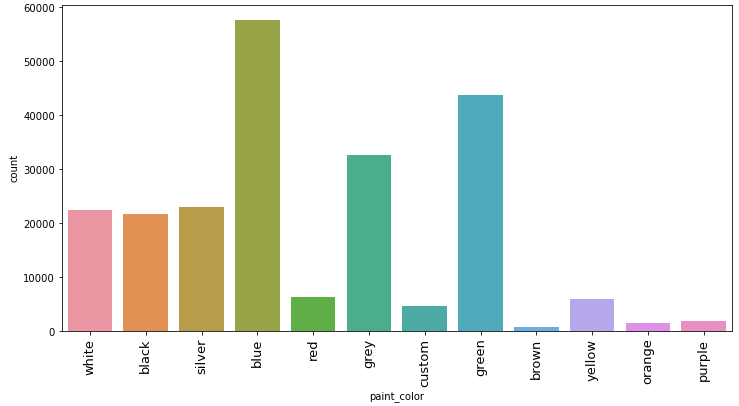 60000
50000
40000
30000
20000
10000
0
count
white
black
silver
blue
red
grey
custom
green
brown
yellow
orange
purple
paint_color